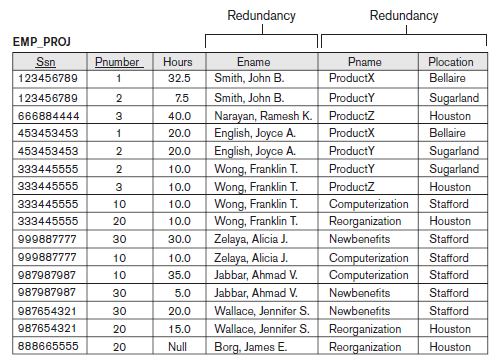 Redundancy Redundancy
EMP_PROJ
Ssn Pnumber Hours Ename Pname Plocation
123456789 1 32.5 Smith, John B. ProductX Bellaire
123456789 2 7.5 Smith, John B. ProductY Sugarland
666884444 3 40.0 Narayan, Ramesh K. ProductZ Houston
453453453 1 20.0 English, Joyce A. ProductX Bellaire
453453453 2 20.0 English, Joyce A. ProductY Sugarland
333445555 2 10.0 Wong, Franklin T. ProductY Sugarland
333445555 3 10.0 Wong, Franklin T. ProductZ Houston
333445555 10 10.0 Wong, Franklin T. Computerization Stafford
333445555 20 10.0 Wong, Franklin T. Reorganization Houston
999887777 30 30.0 Zelaya, Alicia J. Newbenefits Stafford
999887777 10 10.0 Zelaya, Alicia J. Computerization Stafford
987987987 10 35.0 Jabbar, Ahmad V. Computerization Stafford
987987987 30 5.0 Jabbar, Ahmad V. Newbenefits Stafford
987654321 30 20.0 Wallace, Jennifer S. Newbenefits Stafford
987654321 20 15.0 Wallace, Jennifer S. Reorganization Houston
888665555 20 Null Borg, James E. Reorganization Houston